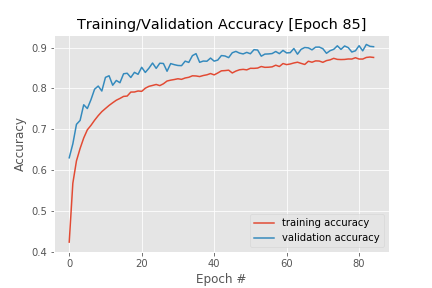 Training/Validation Accuracy [Epoch 85]
Accuracy
0.9
0.8
0.7
0.6
0.5
0.4
training accuracy
validation accuracy
0 20 40 60 80
Epoch #